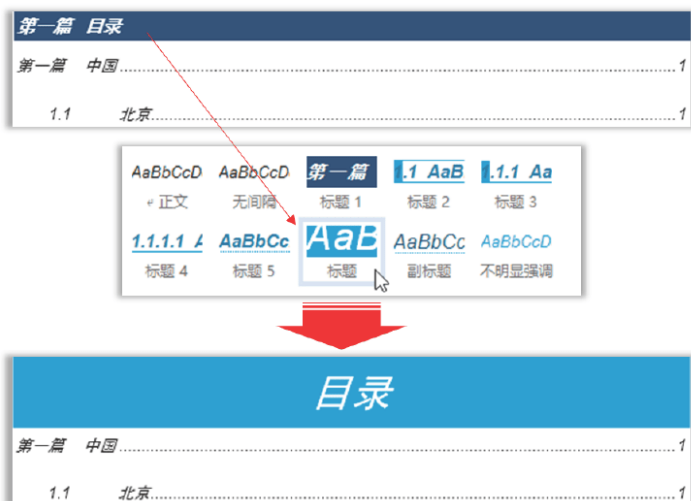 第一篇 目录
第一篇 中国........................................1
1.1 北京........................................1
AaBbCcD AaBbCcD 第一篇 1.1 AaB 1.1.1 Aa
↵ 正文 无间隔 标题 1 标题 2 标题 3
1.1.1.1 A AaBbCc AaB AaBbCc AaBbCcD
标题 4 标题 5 标题 副标题 不明显强调
目录
第一篇 中国........................................1
1.1 北京........................................1